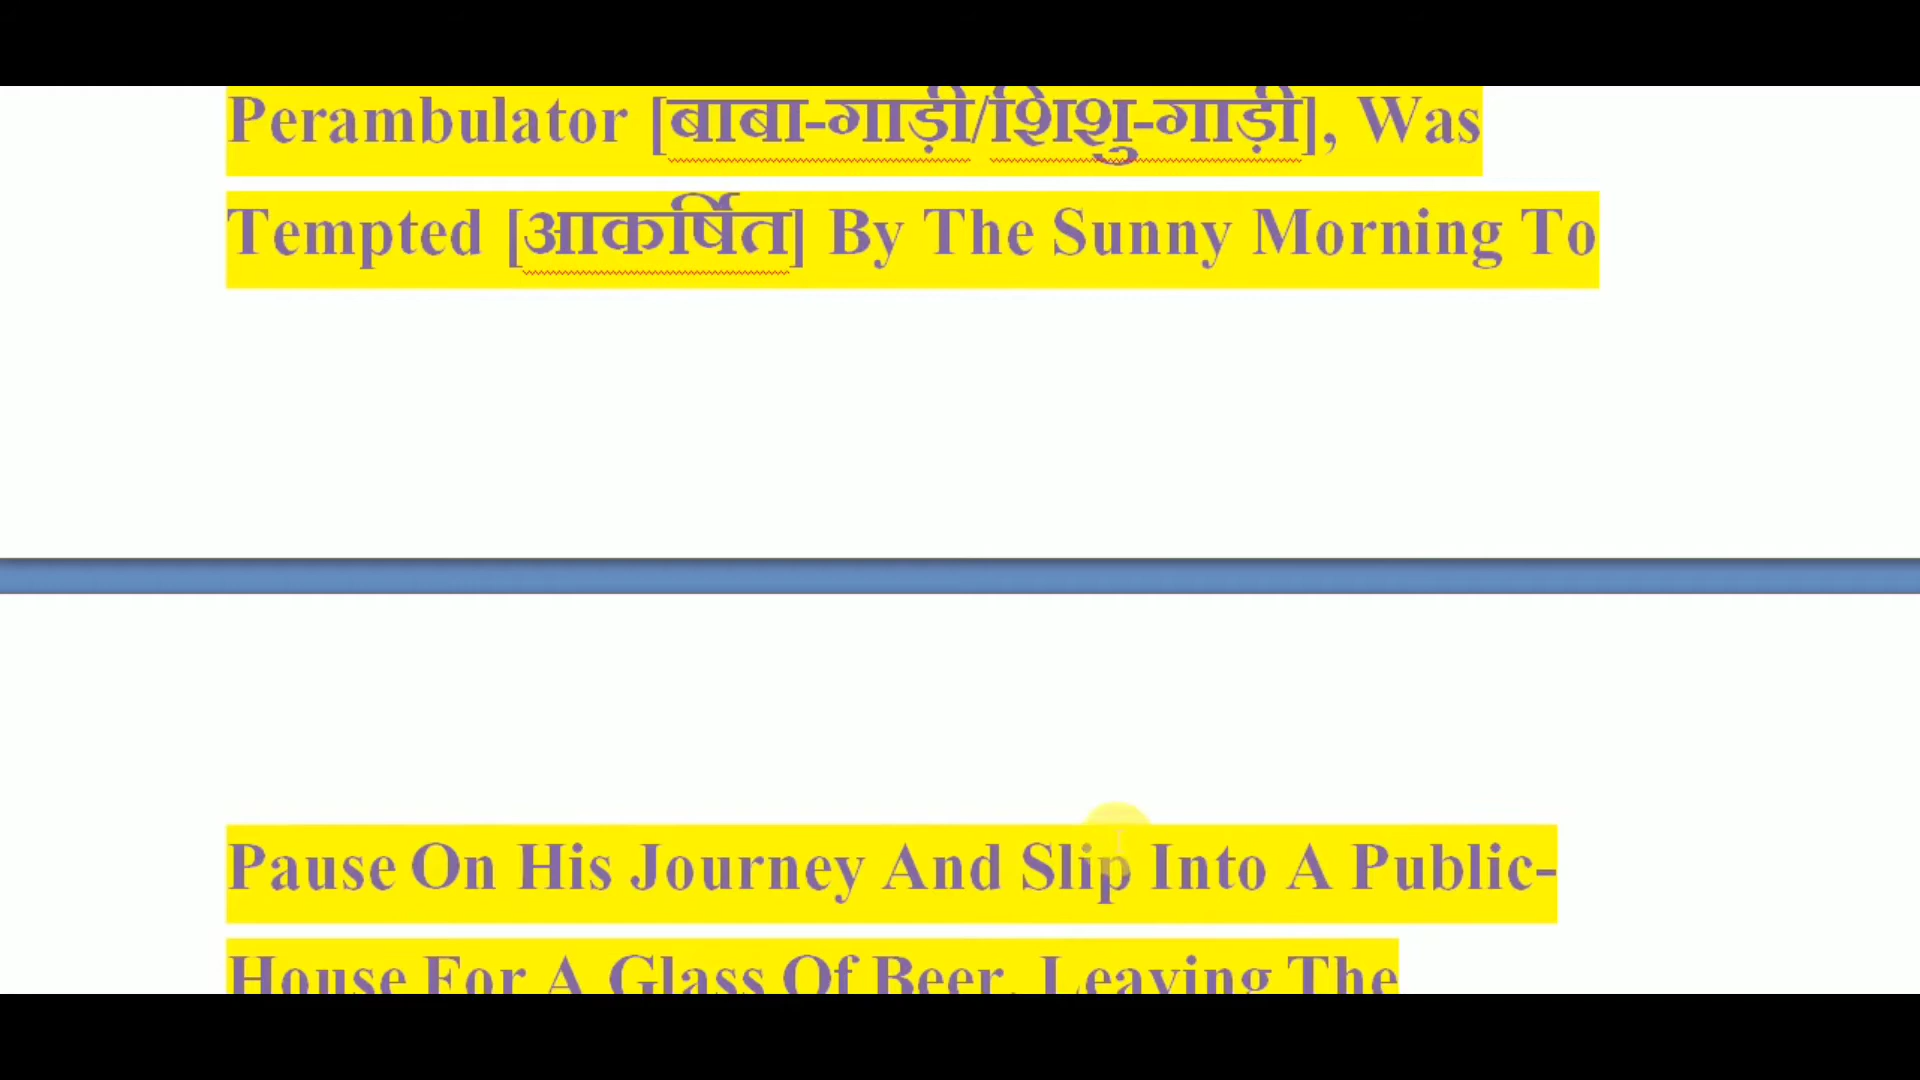 Perambulator [बाबा-गाड़ी/शिशु-गाड़ी], Was
Tempted [आकर्षित] By The Sunny Morning To
Pause On His Journey And Slip Into A Public-
House For A Glass Of Beer, Leaving The